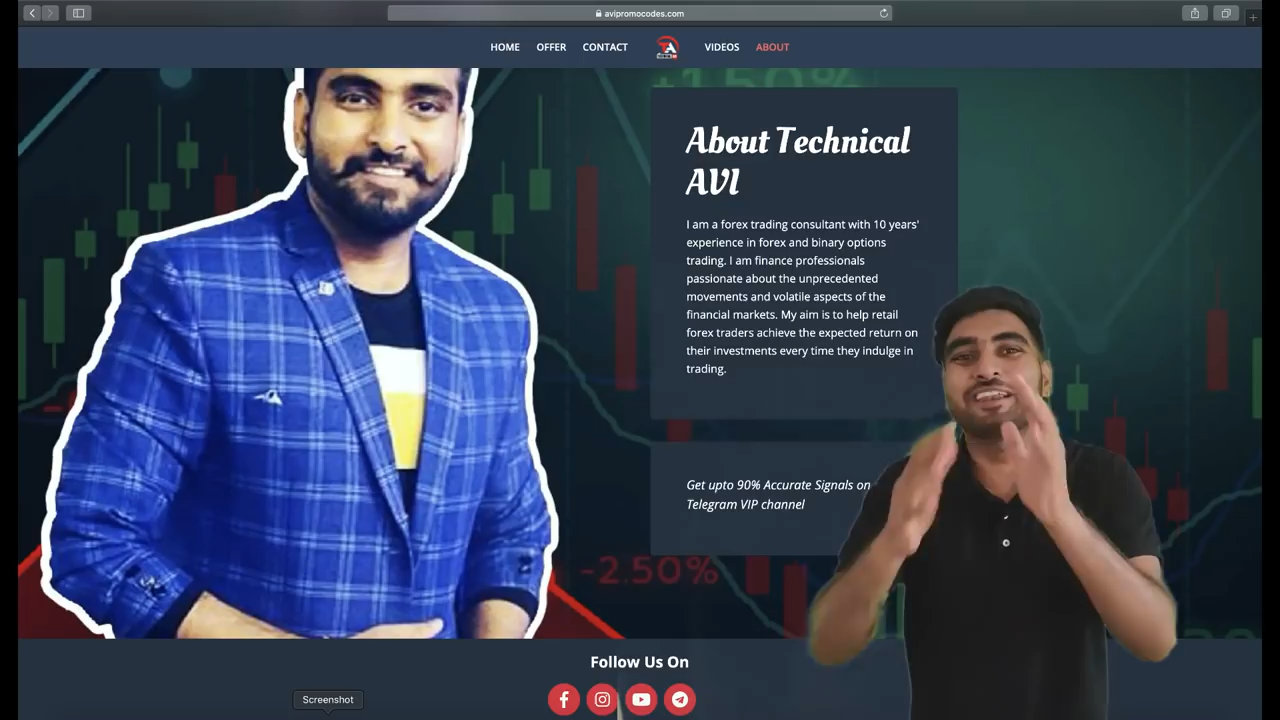 avipromocodes.com
HOME
OFFER
CONTACT
VIDEOS
ABOUT
+1.50%
About Technical
AVI
I am a forex trading consultant with 10 years'
experience in forex and binary options
trading. I am finance professionals
passionate about the unprecedented
movements and volatile aspects of the
financial markets. My aim is to help retail
forex traders achieve the expected return on
their investments every time they indulge in
trading.
Get upto 90% Accurate Signals on
Telegram VIP channel
-2.50%
Follow Us On
Screenshot